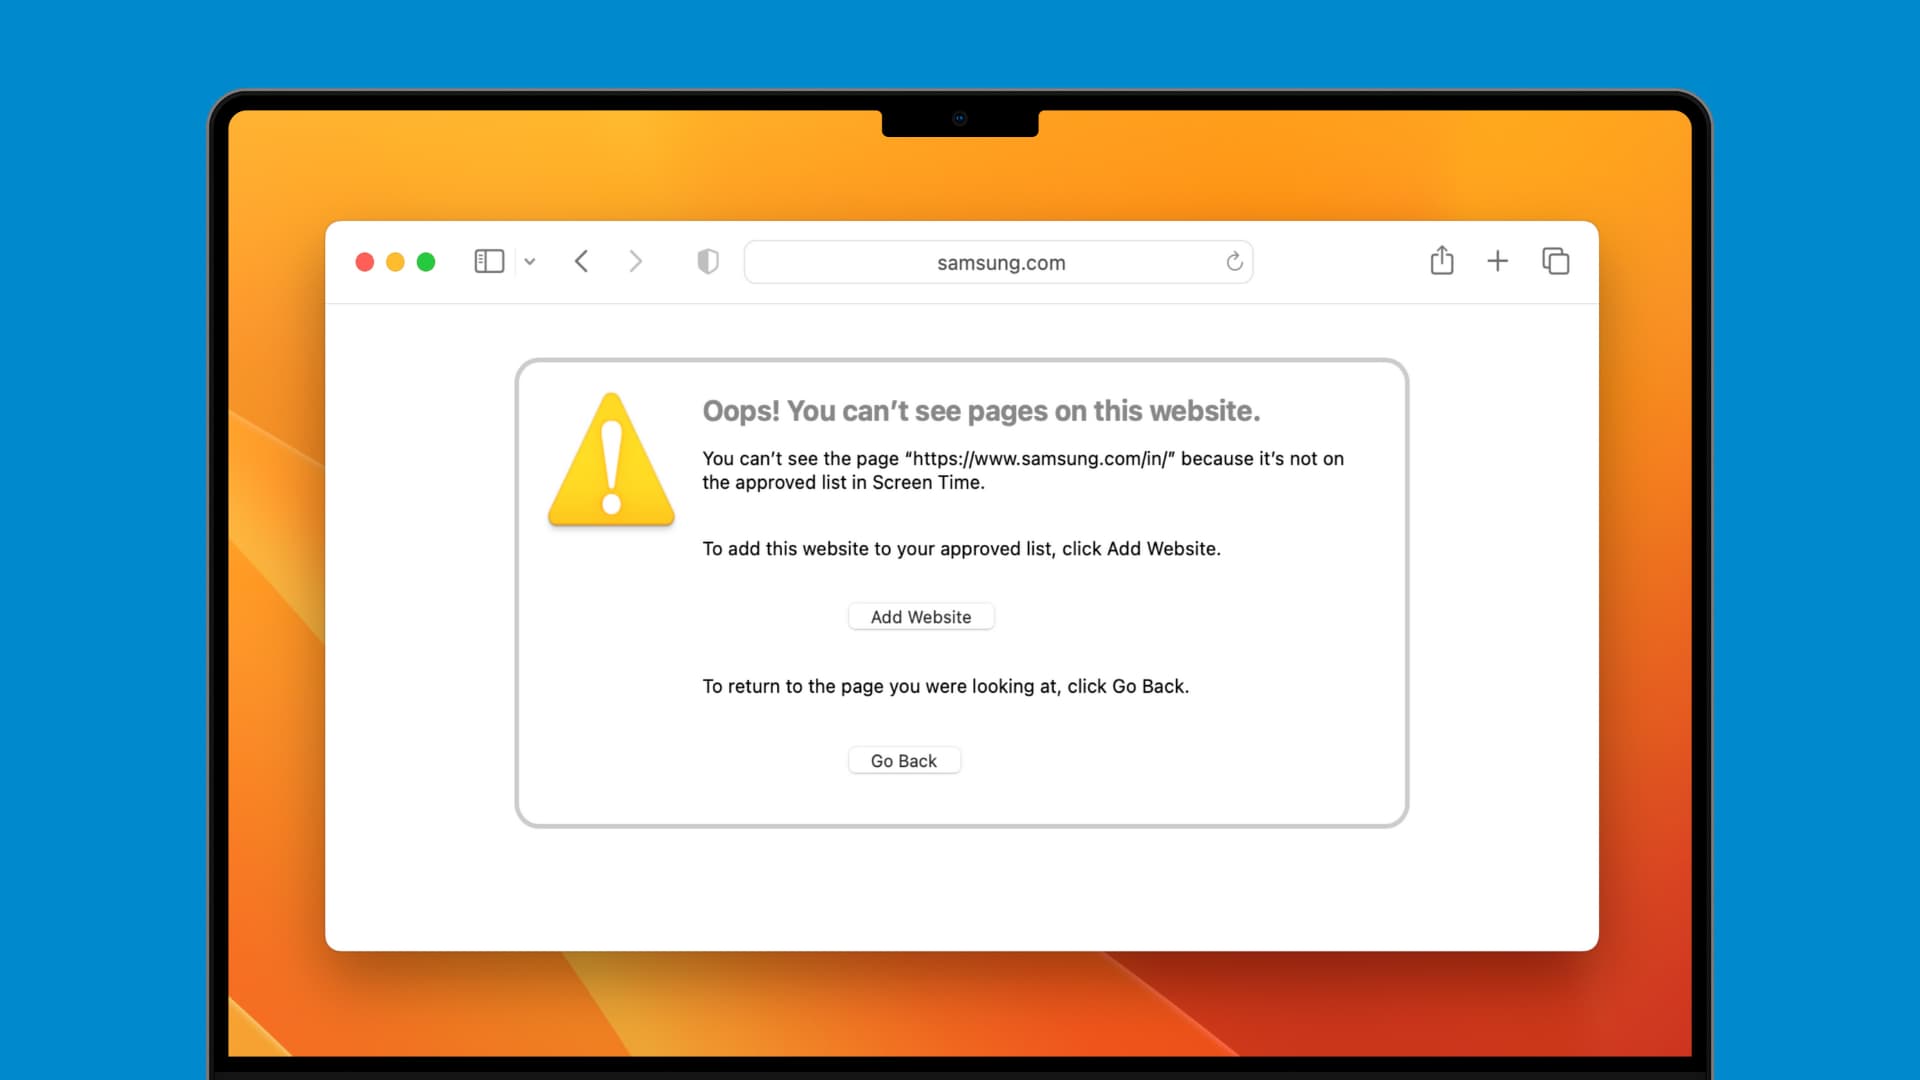 samsung.com
Oops! You can’t see pages on this website.
You can’t see the page “https://www.samsung.com/in/” because it’s not on
the approved list in Screen Time.
To add this website to your approved list, click Add Website.
Add Website
To return to the page you were looking at, click Go Back.
Go Back